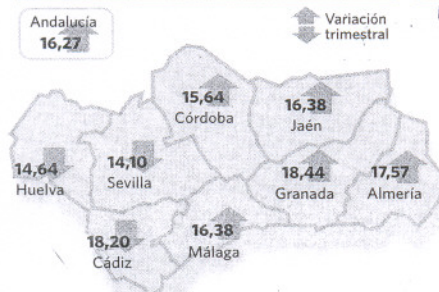 Andalucía
16,27
Variación
trimestral
15,64
Córdoba
16,38
Jaén
14,64
Huelva
14,10
Sevilla
18,44
Granada
17,57
Almería
18,20
Cádiz
16,38
Málaga